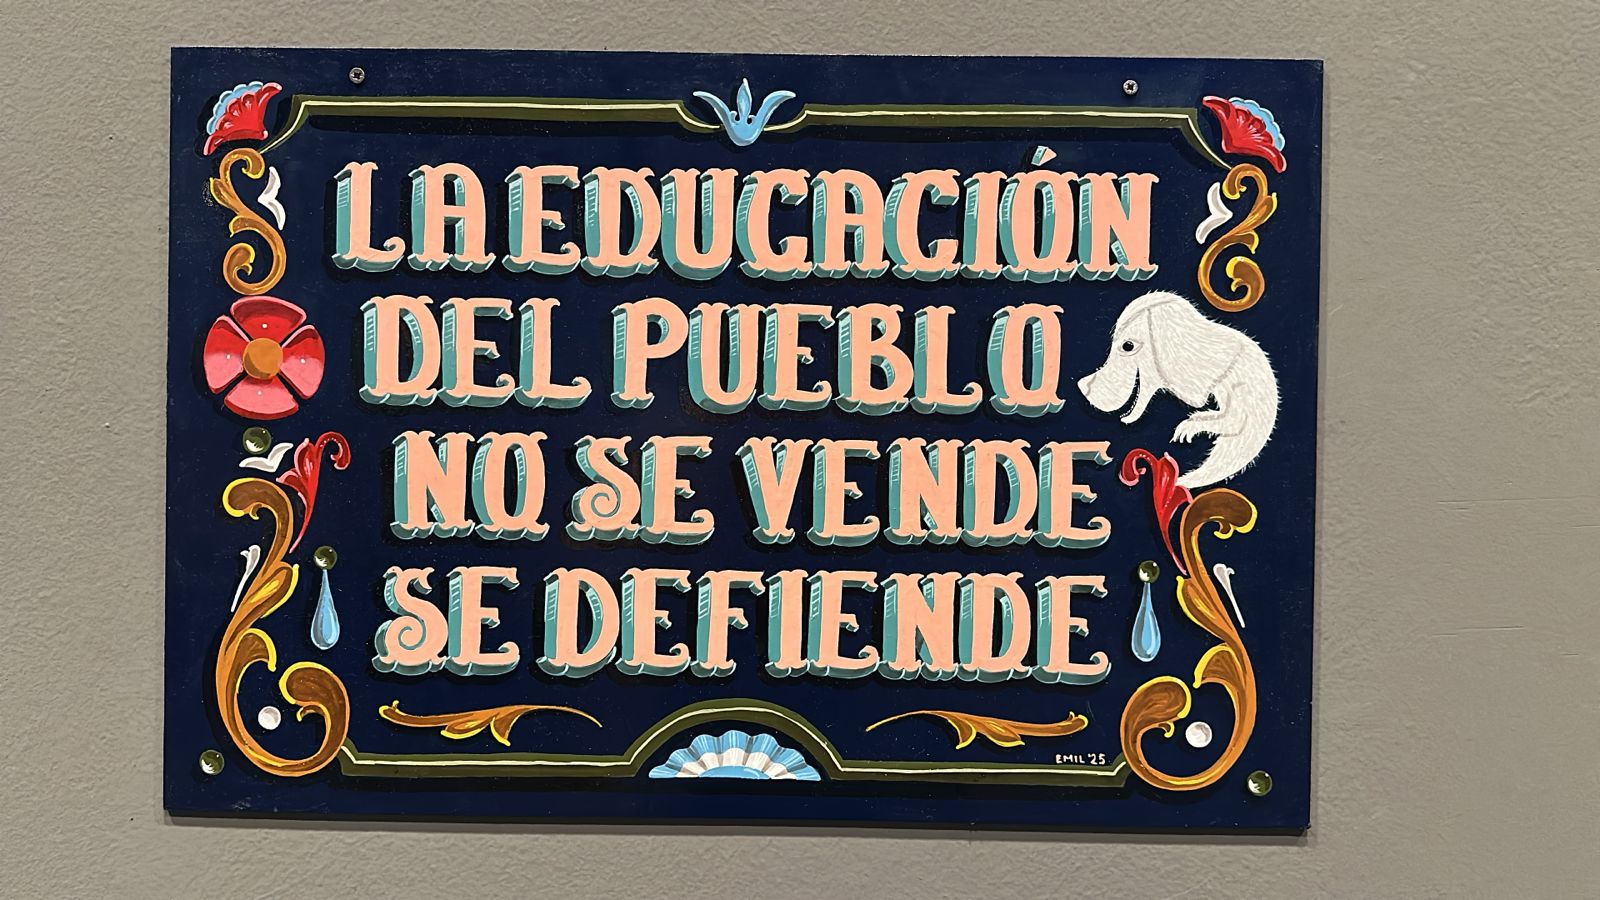 LA EDUCACIÓN
DEL PUEBLO
NO SE VENDE
SE DEFIENDE
EMIL '25